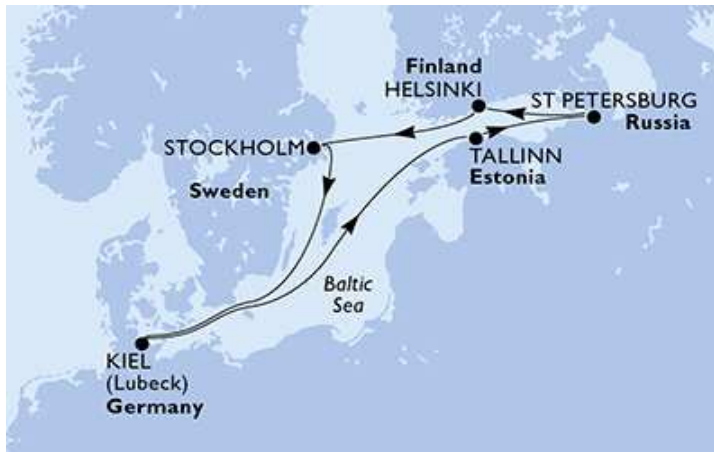 Finland
HELSINKI
ST PETERSBURG
Russia
STOCKHOLM
TALLINN
Estonia
Sweden
Baltic
Sea
KIEL
(Lubeck)
Germany